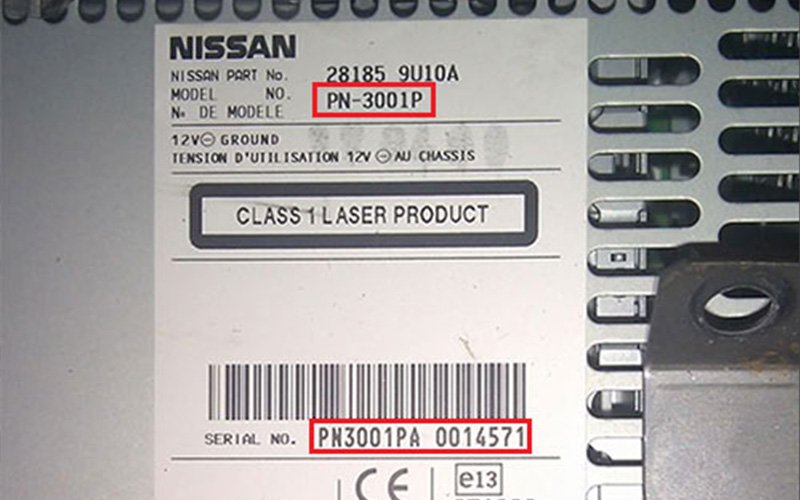 NISSAN
NISSAN PART No. 28185 9U10A
MODEL NO. PN-3001P
No. DE MODELE
12V⊖ GROUND
TENSION D'UTILISATION 12V ⊖ AU CHASSIS
CLASS 1 LASER PRODUCT
SERIAL NO. PN3001PA 0014571
CE e13